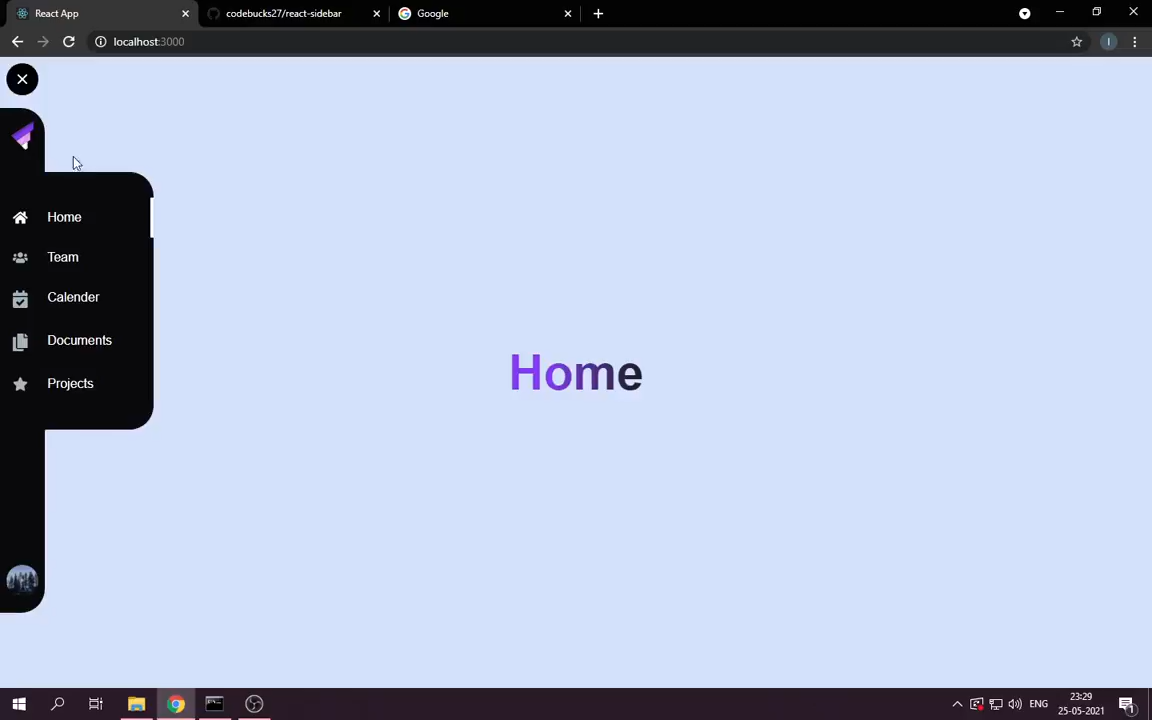 React App
codebucks27/react-sidebar
Google
localhost:3000
I
Home
Team
Calender
Documents
Projects
Home
ENG
23:29
25-05-2021
1